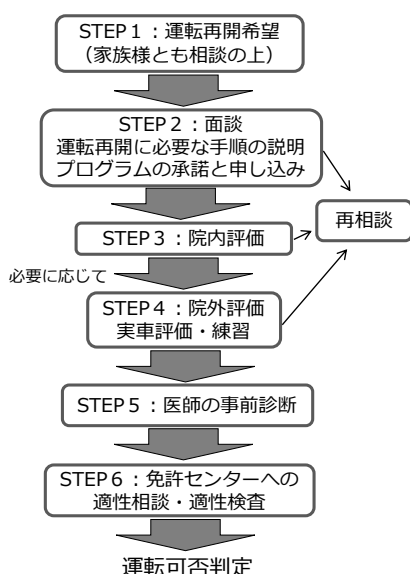 STEP１：運転再開希望
（家族様とも相談の上）
STEP２：面談
運転再開に必要な手順の説明
プログラムの承諾と申し込み
再相談
STEP３：院内評価
必要に応じて
STEP４：院外評価
実車評価・練習
STEP５：医師の事前診断
STEP６：免許センターへの
適性相談・適性検査
運転可否判定